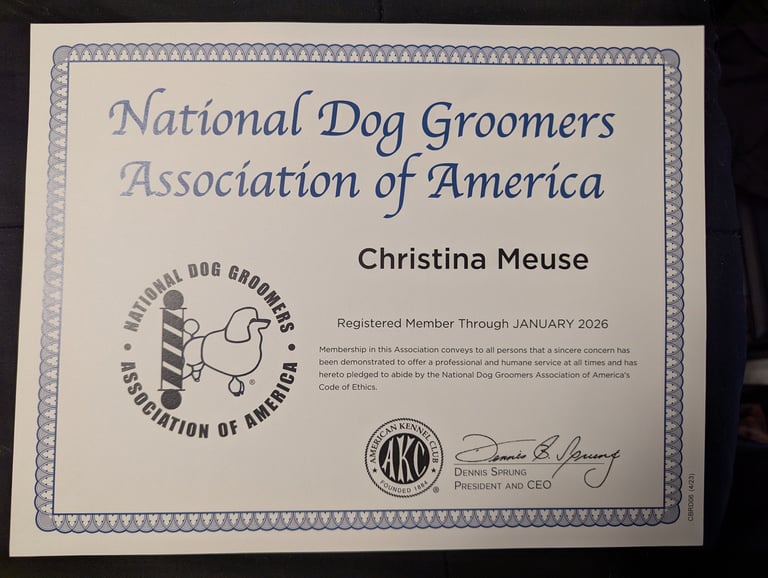 National Dog Groomers
Association of America
Christina Meuse
NATIONAL DOG GROOMERS
• ASSOCIATION OF AMERICA •
®
Registered Member Through JANUARY 2026
Membership in this Association conveys to all persons that a sincere concern has
been demonstrated to offer a professional and humane service at all times and has
hereto pledged to abide by the National Dog Groomers Association of America's
Code of Ethics.
AMERICAN KENNEL CLUB
AKC
FOUNDED 1884
®
Dennis B. Sprung
DENNIS SPRUNG
PRESIDENT AND CEO
CBRD06 (4/23)